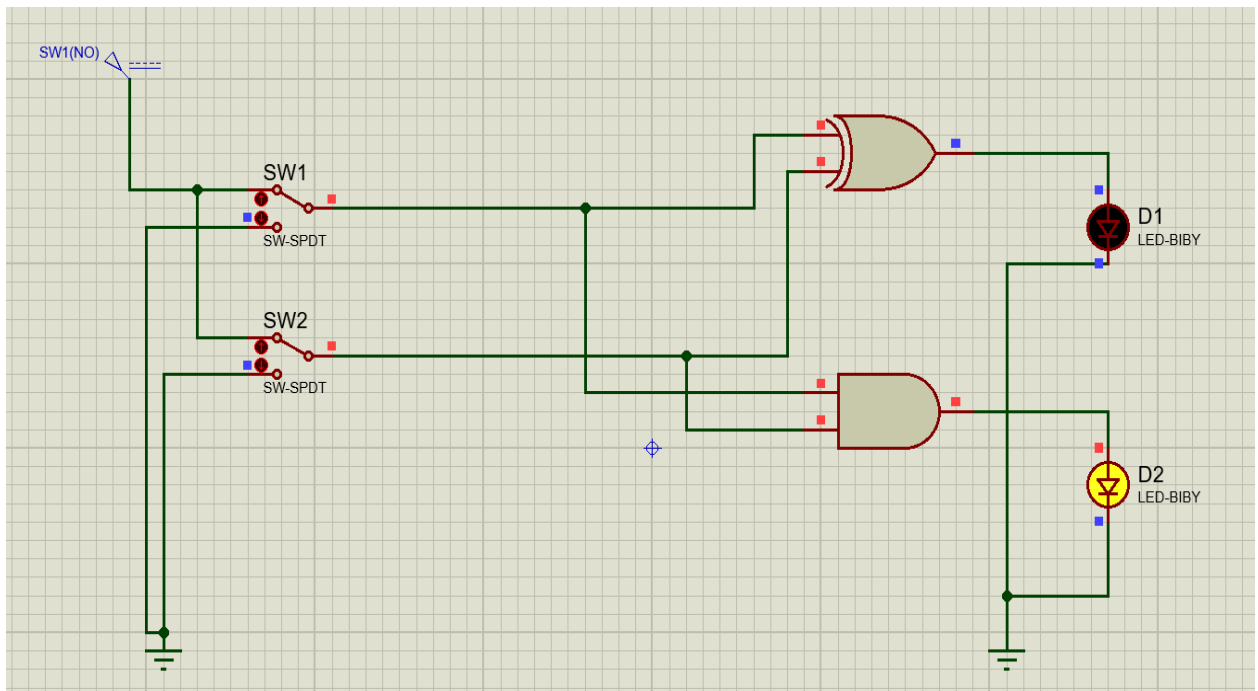 SW1(NO)
SW1
SW-SPDT
SW2
SW-SPDT
D1
LED-BIBY
D2
LED-BIBY